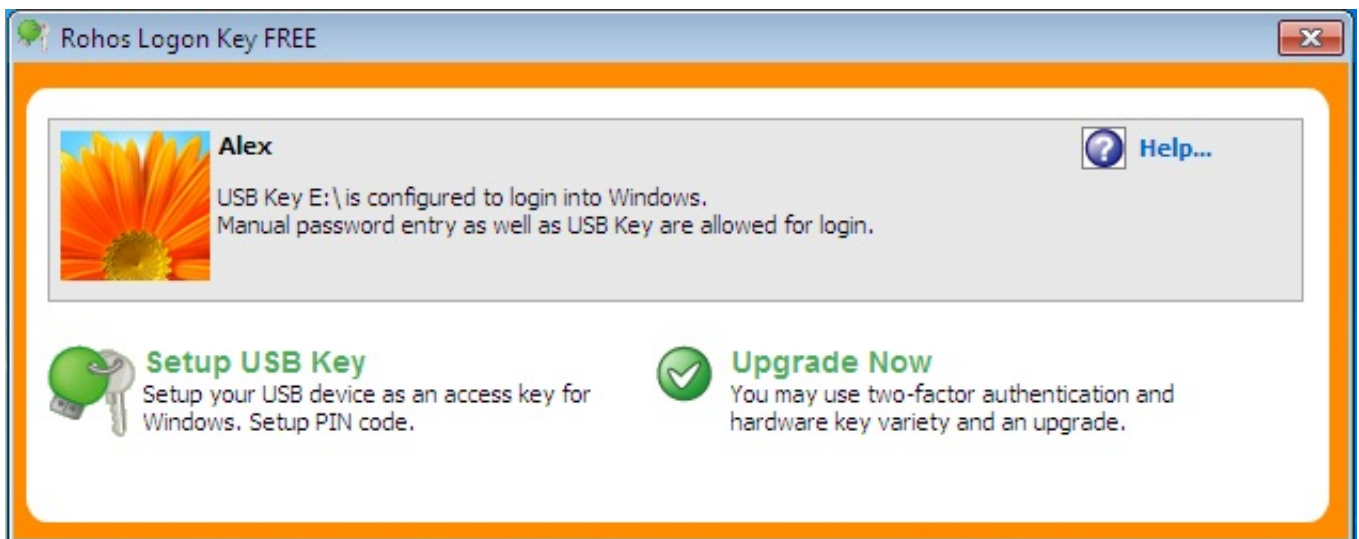 Rohos Logon Key FREE
Alex
Help...
USB Key E:\ is configured to login into Windows.
Manual password entry as well as USB Key are allowed for login.
Setup USB Key
Setup your USB device as an access key for
Windows. Setup PIN code.
Upgrade Now
You may use two-factor authentication and
hardware key variety and an upgrade.